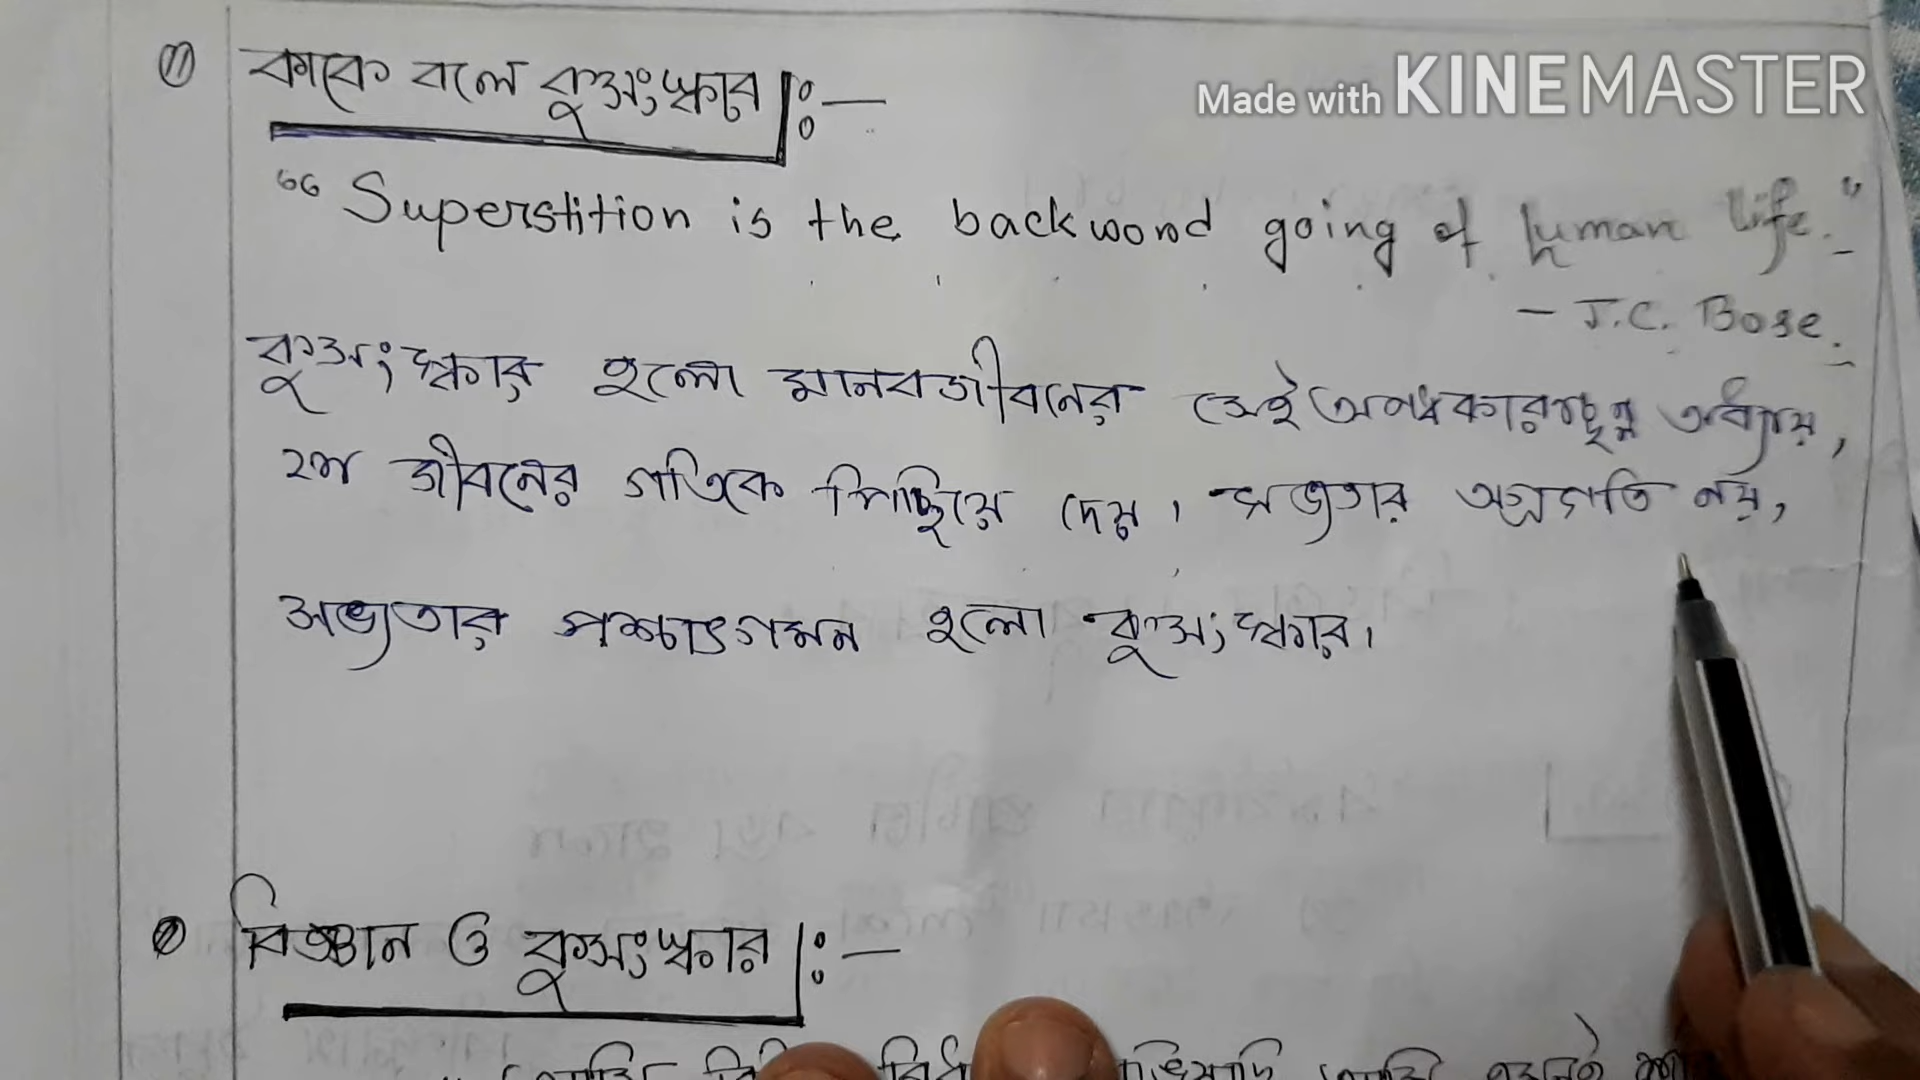 Made with KINEMASTER
কাকে বলে কুসংস্কার :—
“Superstition is the backword going of human life.”
— J.C. Bose.
কুসংস্কার হলো মানবজীবনের সেই অন্ধকারাচ্ছন্ন অধ্যায়,
যা জীবনের গতিকে পিছিয়ে দেয়। সভ্যতার অগ্রগতি নয়,
সভ্যতার পশ্চাৎগমন হলো কুসংস্কার।
বিজ্ঞান ও কুসংস্কার :—